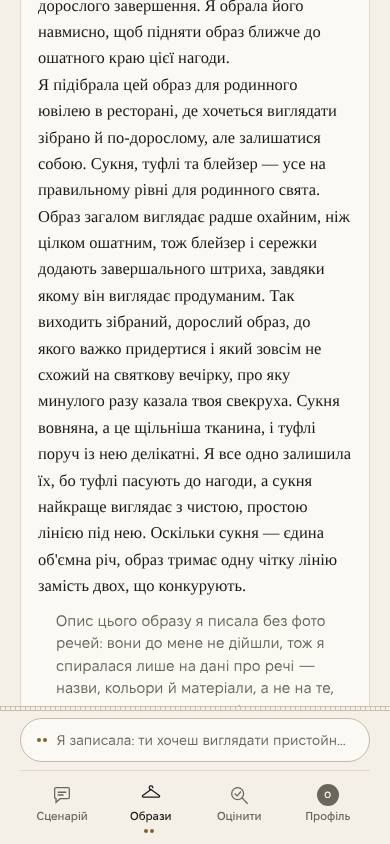 дорослого завершення. Я обрала його
навмисно, щоб підняти образ ближче до
ошатного краю цієї нагоди.
Я підібрала цей образ для родинного
ювілею в ресторані, де хочеться виглядати
зібрано й по-дорослому, але залишатися
собою. Сукня, туфлі та блейзер — усе на
правильному рівні для родинного свята.
Образ загалом виглядає радше охайним, ніж
цілком ошатним, тож блейзер і сережки
додають завершального штриха, завдяки
якому він виглядає продуманим. Так
виходить зібраний, дорослий образ, до
якого важко придертися і який зовсім не
схожий на святкову вечірку, про яку
минулого разу казала твоя свекруха. Сукня
вовняна, а це щільніша тканина, і туфлі
поруч із нею делікатні. Я все одно залишила
їх, бо туфлі пасують до нагоди, а сукня
найкраще виглядає з чистою, простою
лінією під нею. Оскільки сукня — єдина
об'ємна річ, образ тримає одну чітку лінію
замість двох, що конкурують.
Опис цього образу я писала без фото
речей: вони до мене не дійшли, тож я
спиралася лише на дані про речі —
назви, кольори й матеріали, а не на те,
Я записала: ти хочеш виглядати пристойн...
Сценарій
Образи
Оцінити
О
Профіль